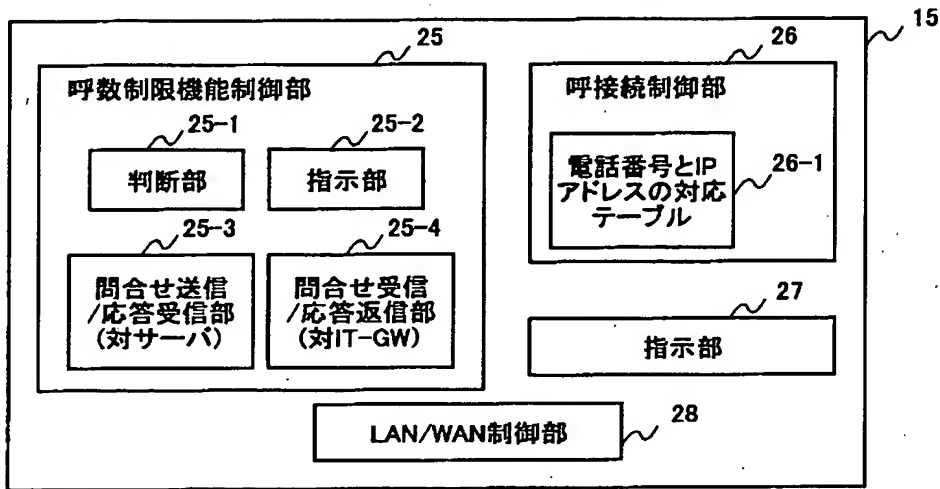 15
25
呼数制限機能制御部
25-1
判断部
25-2
指示部
25-3
問合せ送信
/応答受信部
(対サーバ)
25-4
問合せ受信
/応答返信部
(対IT-GW)
26
呼接続制御部
電話番号とIP
アドレスの対応
テーブル
26-1
27
指示部
LAN/WAN制御部
28